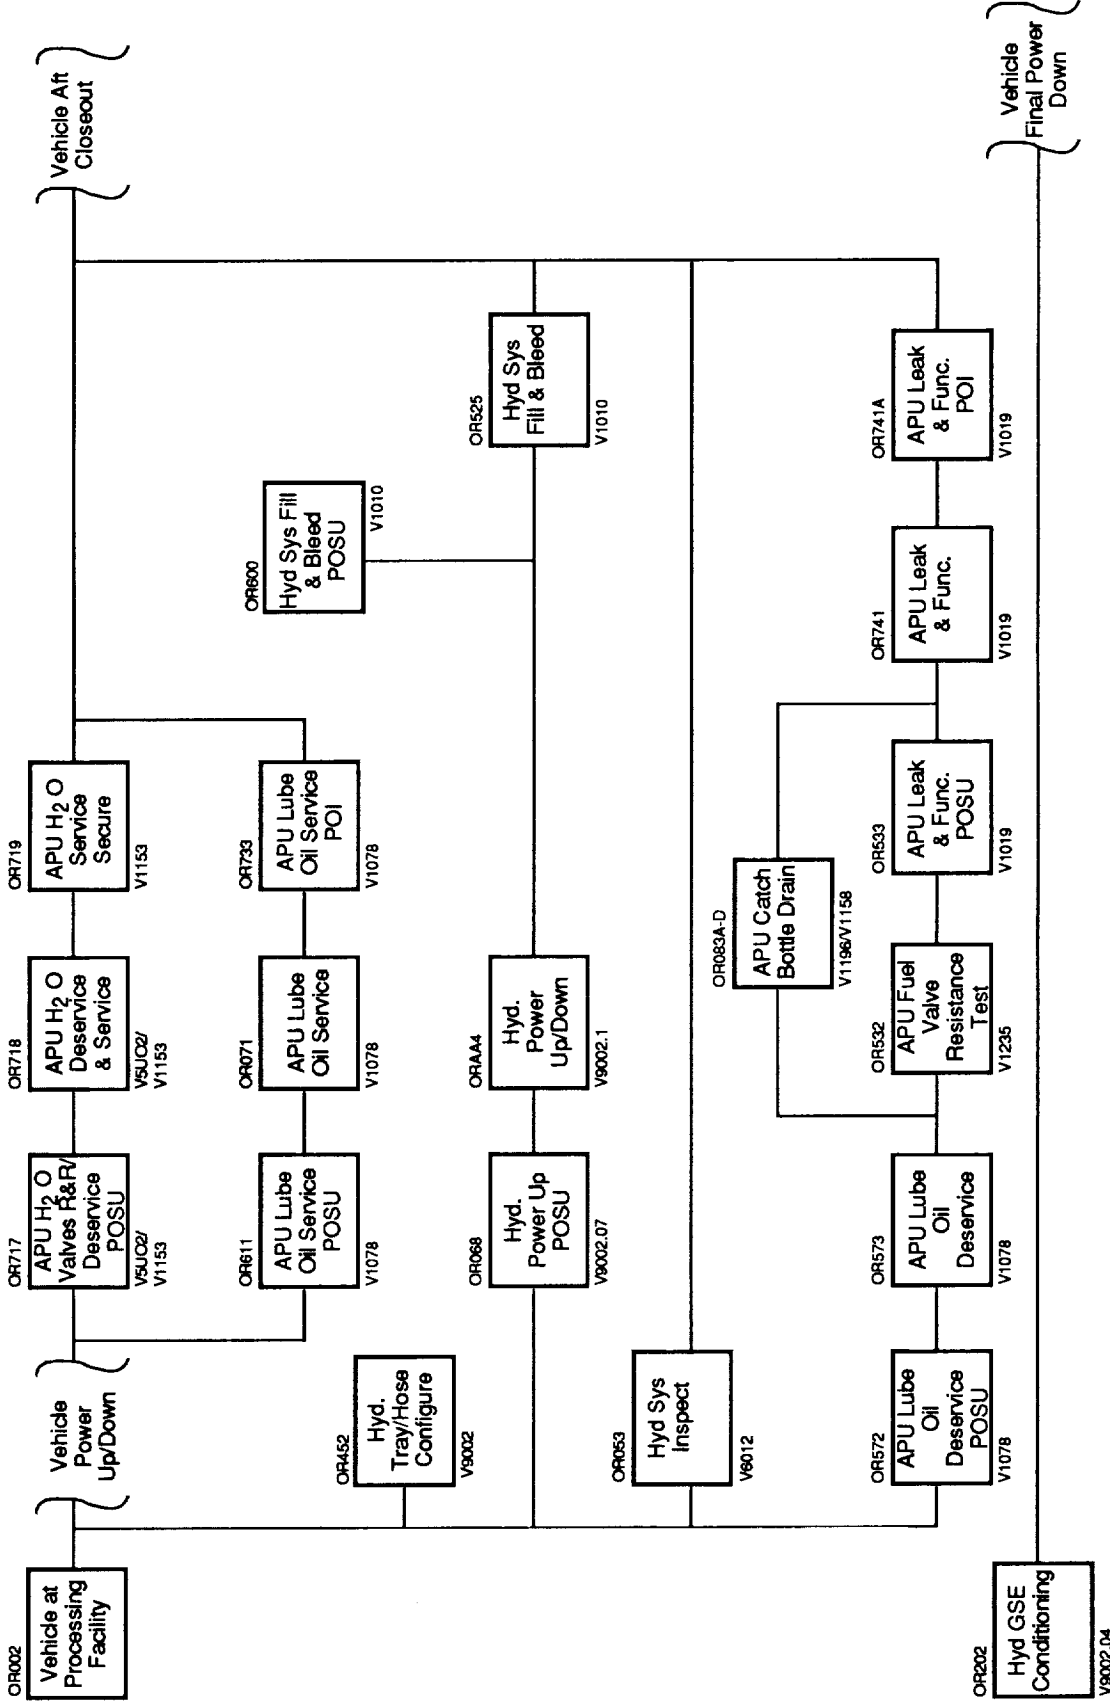 OR002
Vehicle at
Processing
Facility
Vehicle
Power
Up/Down
OR717
APU H2 O
Valves R&R/
Deservice
POSU
V5UO2/
V1153
OR718
APU H2 O
Deservice
& Service
V5UO2/
V1153
OR719
APU H2 O
Service
Secure
V1153
Vehicle Aft
Closeout
OR611
APU Lube
Oil Service
POSU
V1078
OR071
APU Lube
Oil Service
V1078
OR733
APU Lube
Oil Service
POI
V1078
OR600
Hyd Sys Fill
& Bleed
POSU
V1010
OR452
Hyd.
Tray/Hose
Configure
V9002
OR068
Hyd.
Power Up
POSU
V9002.07
ORAA4
Hyd.
Power
Up/Down
V9002.1
OR525
Hyd Sys
Fill & Bleed
V1010
OR053
Hyd Sys
Inspect
V6012
OR083A-D
APU Catch
Bottle Drain
V1196/V1158
OR572
APU Lube
Oil
Deservice
POSU
V1078
OR573
APU Lube
Oil
Deservice
V1078
OR532
APU Fuel
Valve
Resistance
Test
V1235
OR533
APU Leak
& Func.
POSU
V1019
OR741
APU Leak
& Func.
V1019
OR741A
APU Leak
& Func.
POI
V1019
OR202
Hyd GSE
Conditioning
V9002.04
Vehicle
Final Power
Down